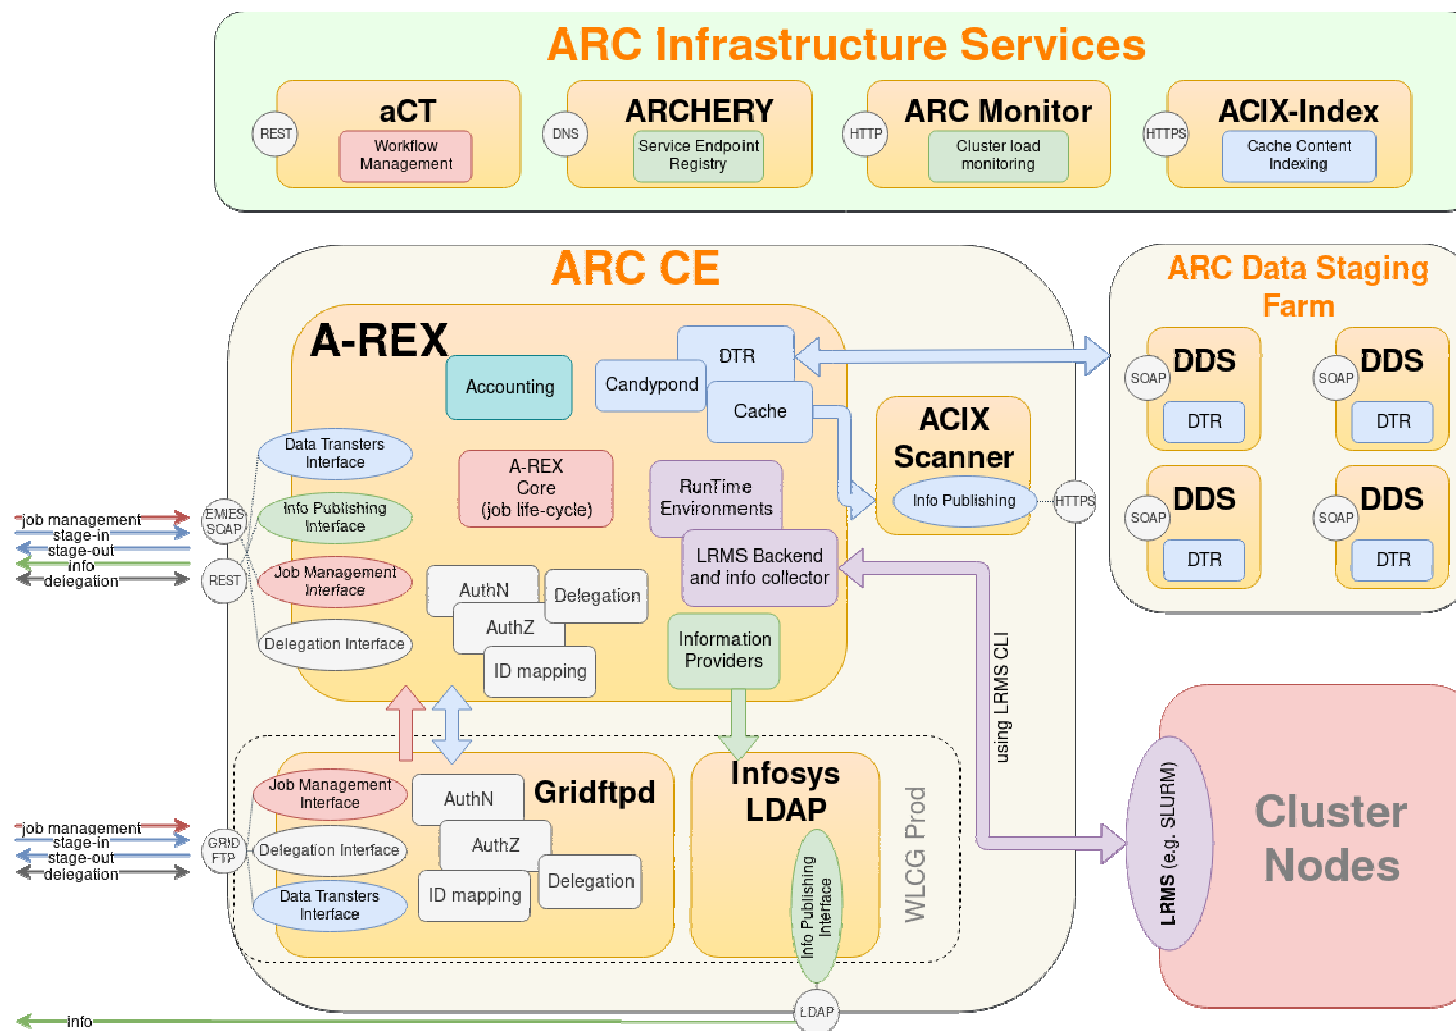 ARC Infrastructure Services
aCT
REST
Workflow
Management
ARCHERY
DNS
Service Endpoint
Registry
ARC Monitor
HTTP
Cluster load
monitoring
ACIX-Index
HTTPS
Cache Content
Indexing
ARC CE
A-REX
Accounting
DTR
Candypond
Cache
Data Transters
Interface
Info Publishing
Interface
Job Management
Interface
Delegation Interface
A-REX
Core
(job life-cycle)
RunTime
Environments
LRMS Backend
and info collector
AuthN
AuthZ
ID mapping
Delegation
Information
Providers
ACIX
Scanner
Info Publishing
HTTPS
EMIES
SOAP
REST
job management
stage-in
stage-out
info
delegation
ARC Data Staging
Farm
DDS
SOAP
DTR
DDS
SOAP
DTR
DDS
SOAP
DTR
DDS
SOAP
DTR
using LRMS CLI
Gridftpd
Job Management
Interface
Delegation Interface
Data Transters
Interface
AuthN
AuthZ
ID mapping
Delegation
GRID
FTP
job management
stage-in
stage-out
delegation
Infosys
LDAP
Info Publishing
Interface
WLCG Prod
LDAP
info
LRMS (e.g. SLURM)
Cluster
Nodes